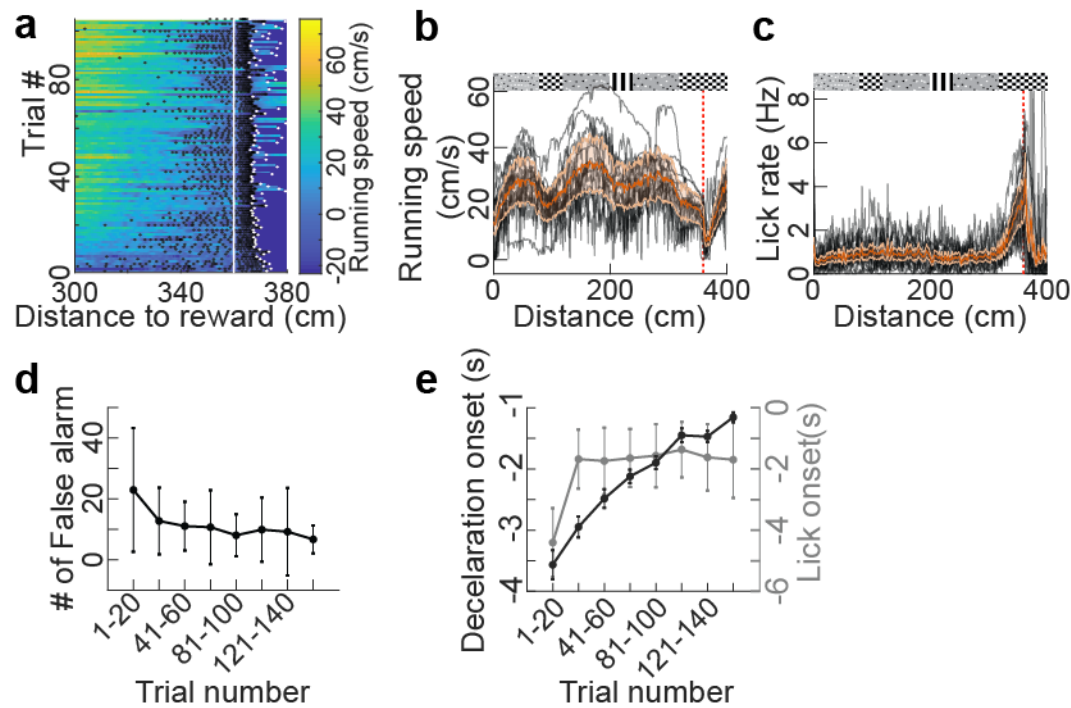 a
Trial #
80
40
0
300
340
380
Distance to reward (cm)
60
40
20
0
-20
Running speed (cm/s)
b
Running speed
(cm/s)
60
40
20
0
0
200
400
Distance (cm)
c
Lick rate (Hz)
8
4
2
0
0
200
400
Distance (cm)
d
# of False alarm
40
20
0
1-20
41-60
81-100
121-140
Trial number
e
Decelaration onset (s)
-1
-2
-3
-4
0
-2
-4
-6
Lick onset(s)
1-20
41-60
81-100
121-140
Trial number